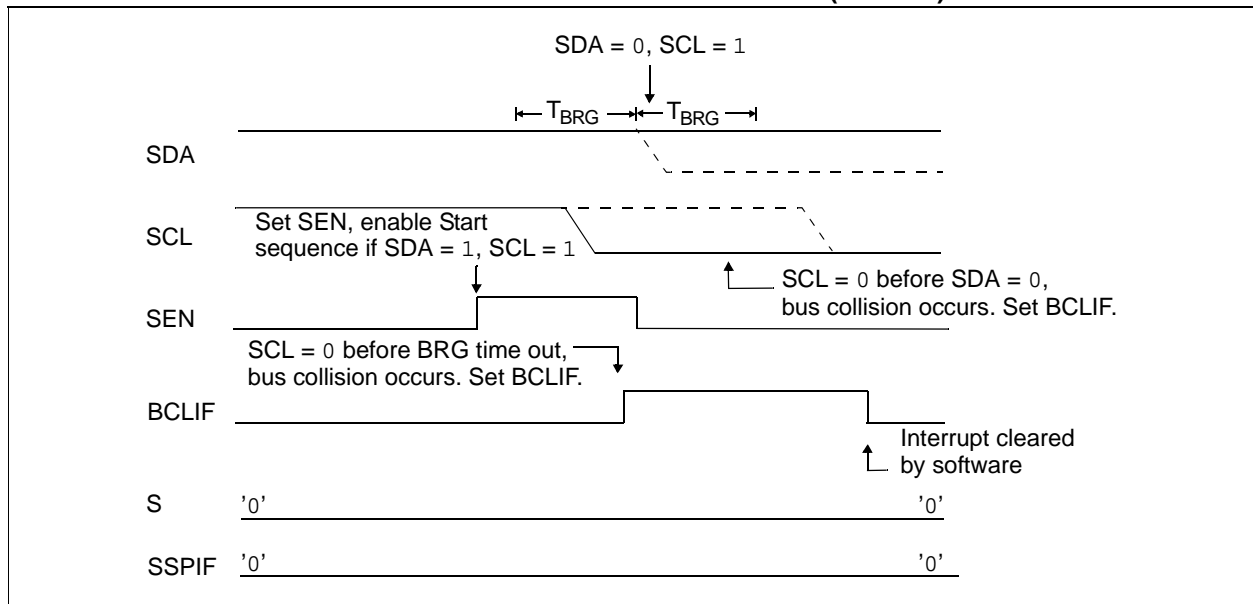 SDA = 0, SCL = 1
TBRG TBRG
SDA
SCL
Set SEN, enable Start
sequence if SDA = 1, SCL = 1
SCL = 0 before SDA = 0,
bus collision occurs. Set BCLIF.
SEN
SCL = 0 before BRG time out,
bus collision occurs. Set BCLIF.
BCLIF
Interrupt cleared
by software
S '0' '0'
SSPIF '0' '0'